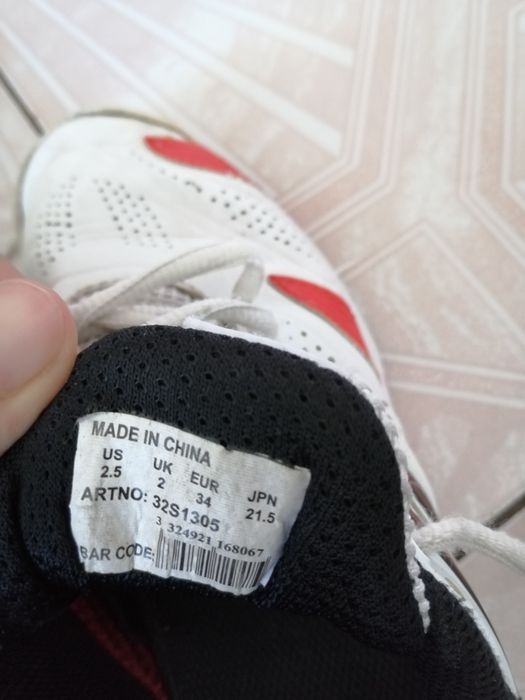 MADE IN CHINA
US UK EUR JPN
2.5 2 34 21.5
ARTNO: 32S1305
3 324921 168067
BAR CODE: